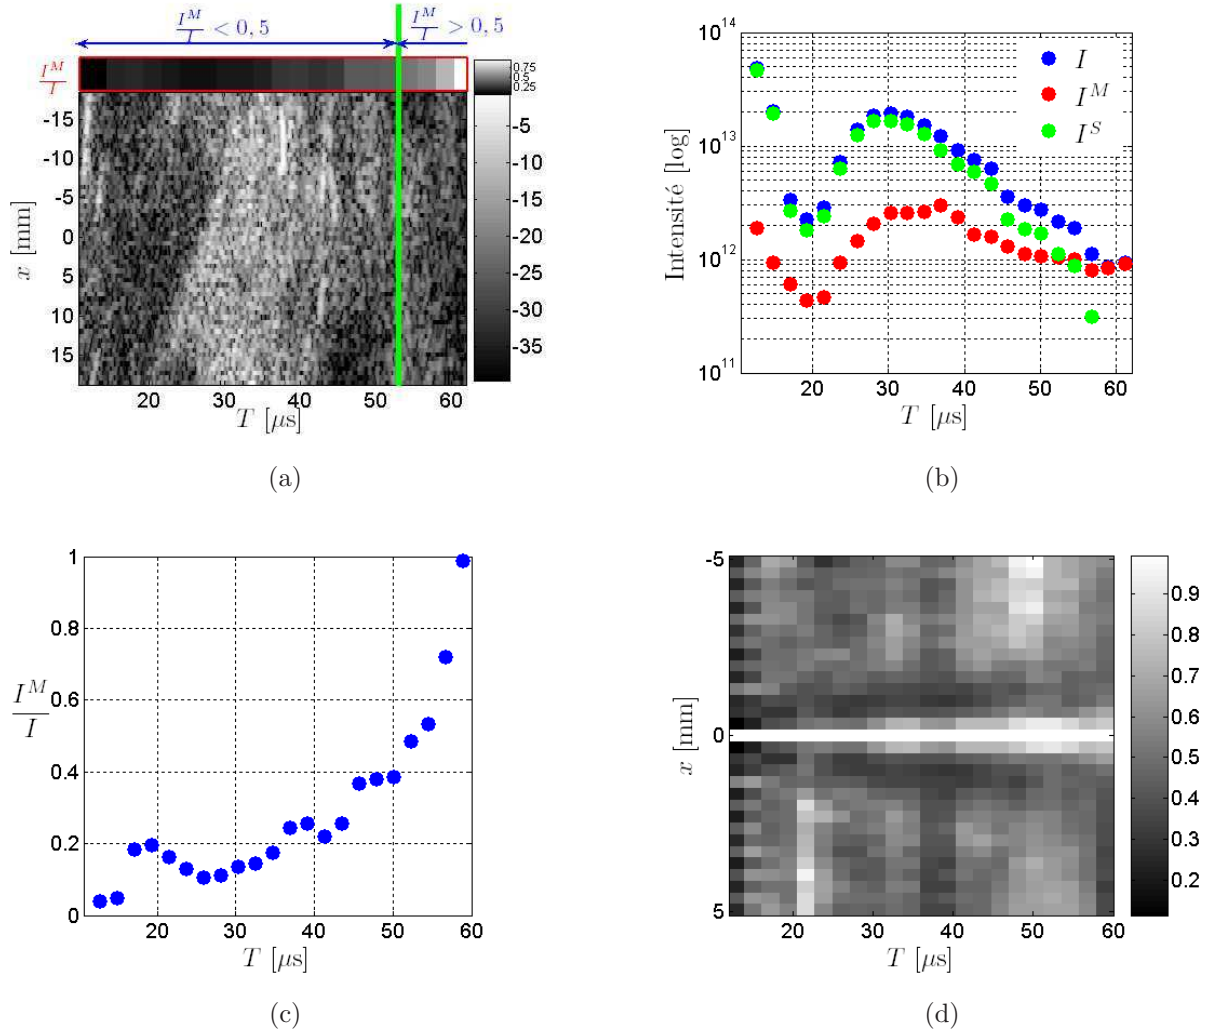 I^M/I < 0,5
I^M/I > 0,5
I^M/I
0.75
0.5
0.25
-15
-10
-5
0
5
10
15
x [mm]
-5
-10
-15
-20
-25
-30
-35
20 30 40 50 60
T [μs]
(a)
10^14
10^13
10^12
10^11
Intensité [log]
I
I^M
I^S
20 30 40 50 60
T [μs]
(b)
1
0.8
0.6
0.4
0.2
0
I^M/I
20 30 40 50 60
T [μs]
(c)
-5
0
5
x [mm]
0.9
0.8
0.7
0.6
0.5
0.4
0.3
0.2
20 30 40 50 60
T [μs]
(d)